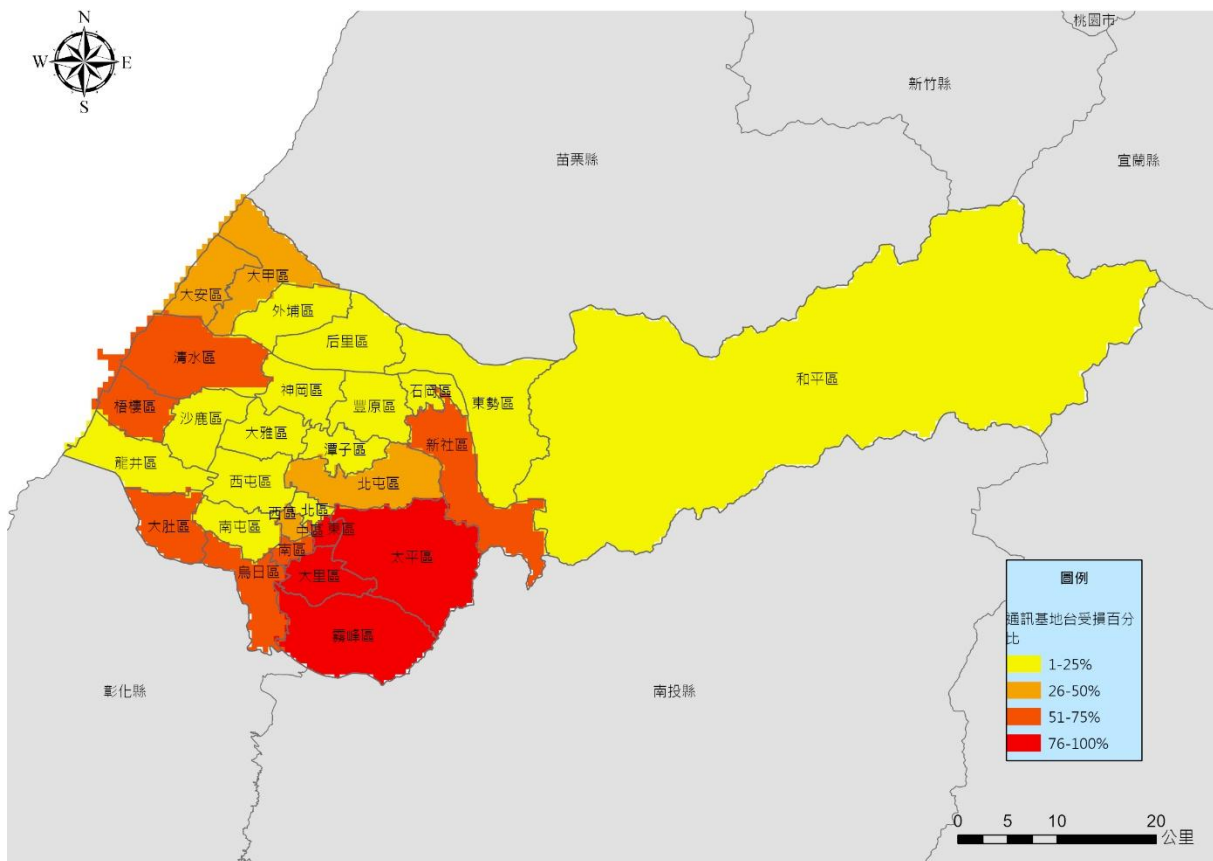 N
W
E
S
桃園市
新竹縣
宜蘭縣
苗栗縣
大甲區
大安區
外埔區
后里區
清水區
和平區
神岡區
石岡區
東勢區
梧棲區
豐原區
沙鹿區
大雅區
新社區
潭子區
龍井區
西屯區
北屯區
北區
西區
大肚區
南屯區
中區
東區
南區
太平區
烏日區
大里區
霧峰區
彰化縣
南投縣
圖例
通訊基地台受損百分
比
1-25%
26-50%
51-75%
76-100%
0 5 10 20
公里